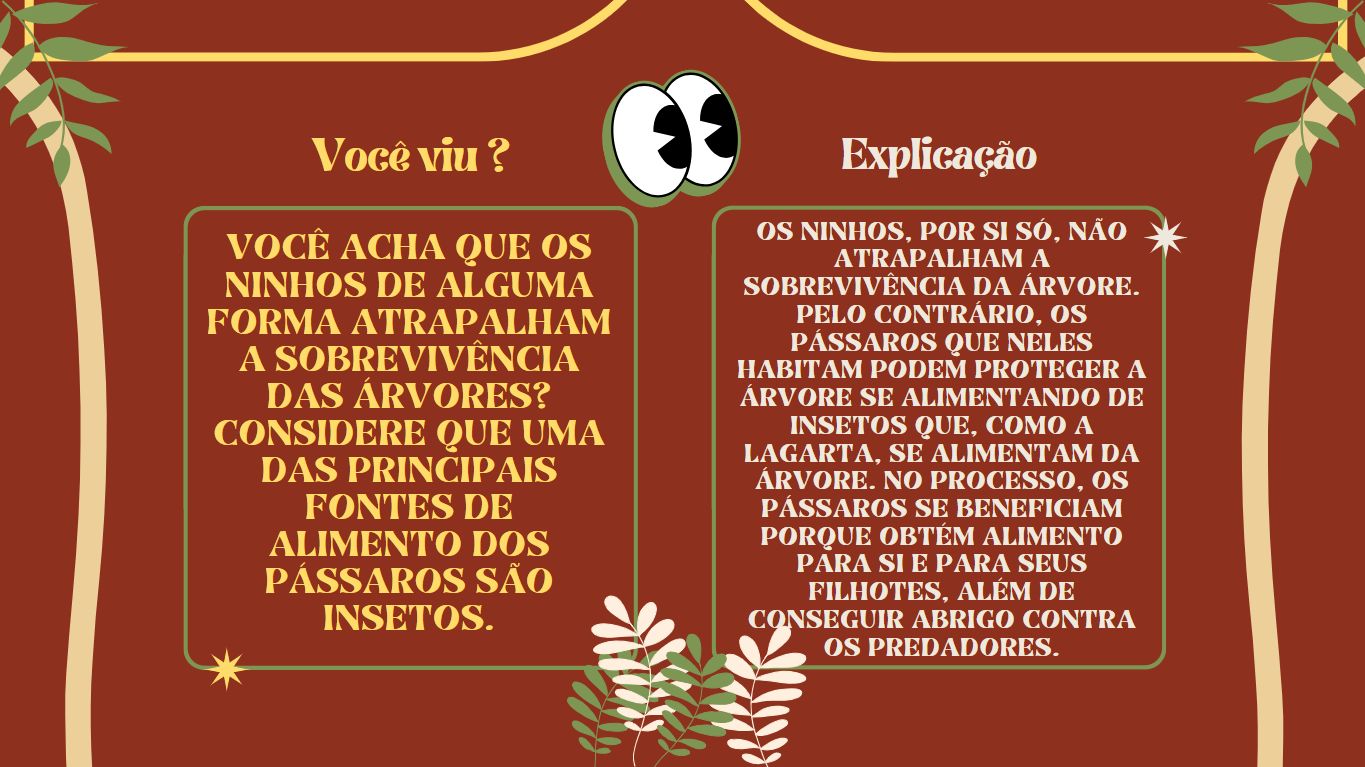 Você viu ?
VOCÊ ACHA QUE OS
NINHOS DE ALGUMA
FORMA ATRAPALHAM
A SOBREVIVÊNCIA
DAS ÁRVORES?
CONSIDERE QUE UMA
DAS PRINCIPAIS
FONTES DE
ALIMENTO DOS
PÁSSAROS SÃO
INSETOS.
Explicação
OS NINHOS, POR SI SÓ, NÃO
ATRAPALHAM A
SOBREVIVÊNCIA DA ÁRVORE.
PELO CONTRÁRIO, OS
PÁSSAROS QUE NELES
HABITAM PODEM PROTEGER A
ÁRVORE SE ALIMENTANDO DE
INSETOS QUE, COMO A
LAGARTA, SE ALIMENTAM DA
ÁRVORE. NO PROCESSO, OS
PÁSSAROS SE BENEFICIAM
PORQUE OBTÉM ALIMENTO
PARA SI E PARA SEUS
FILHOTES, ALÉM DE
CONSEGUIR ABRIGO CONTRA
OS PREDADORES.